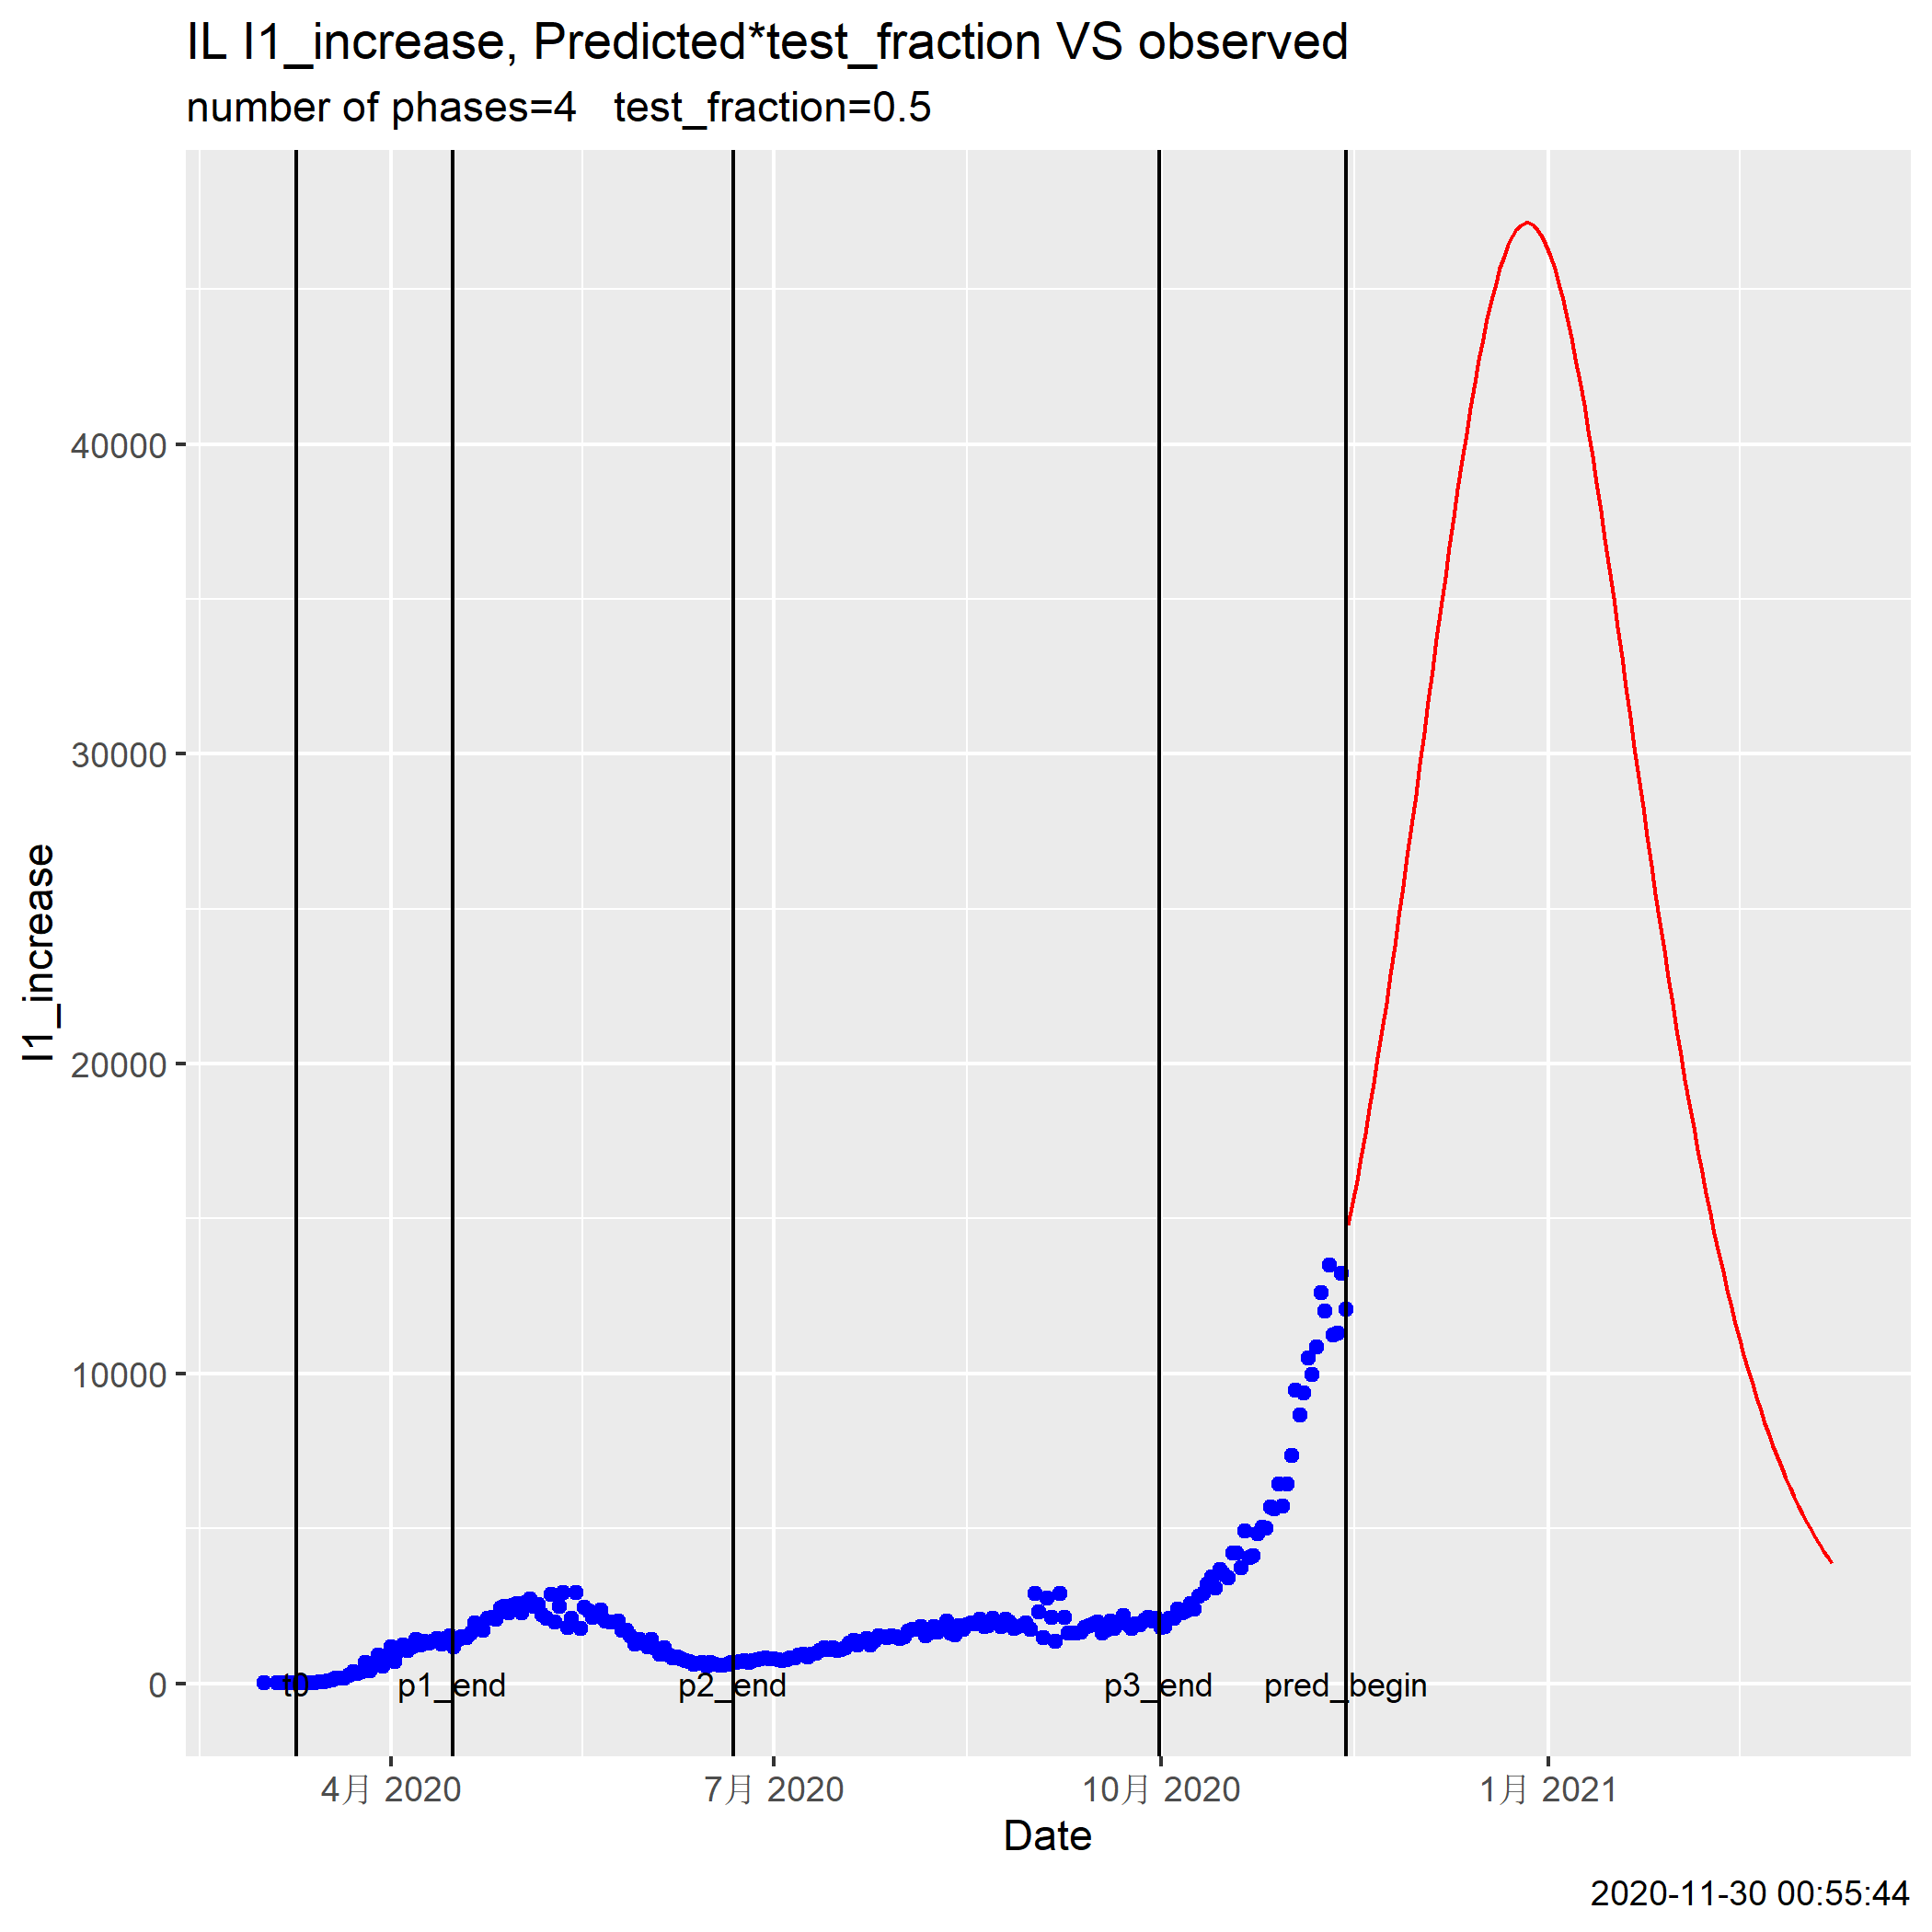 IL I1_increase, Predicted*test_fraction VS observed
number of phases=4   test_fraction=0.5
I1_increase
40000
30000
20000
10000
0
t0
p1_end
p2_end
p3_end
pred_begin
4月 2020
7月 2020
10月 2020
1月 2021
Date
2020-11-30 00:55:44